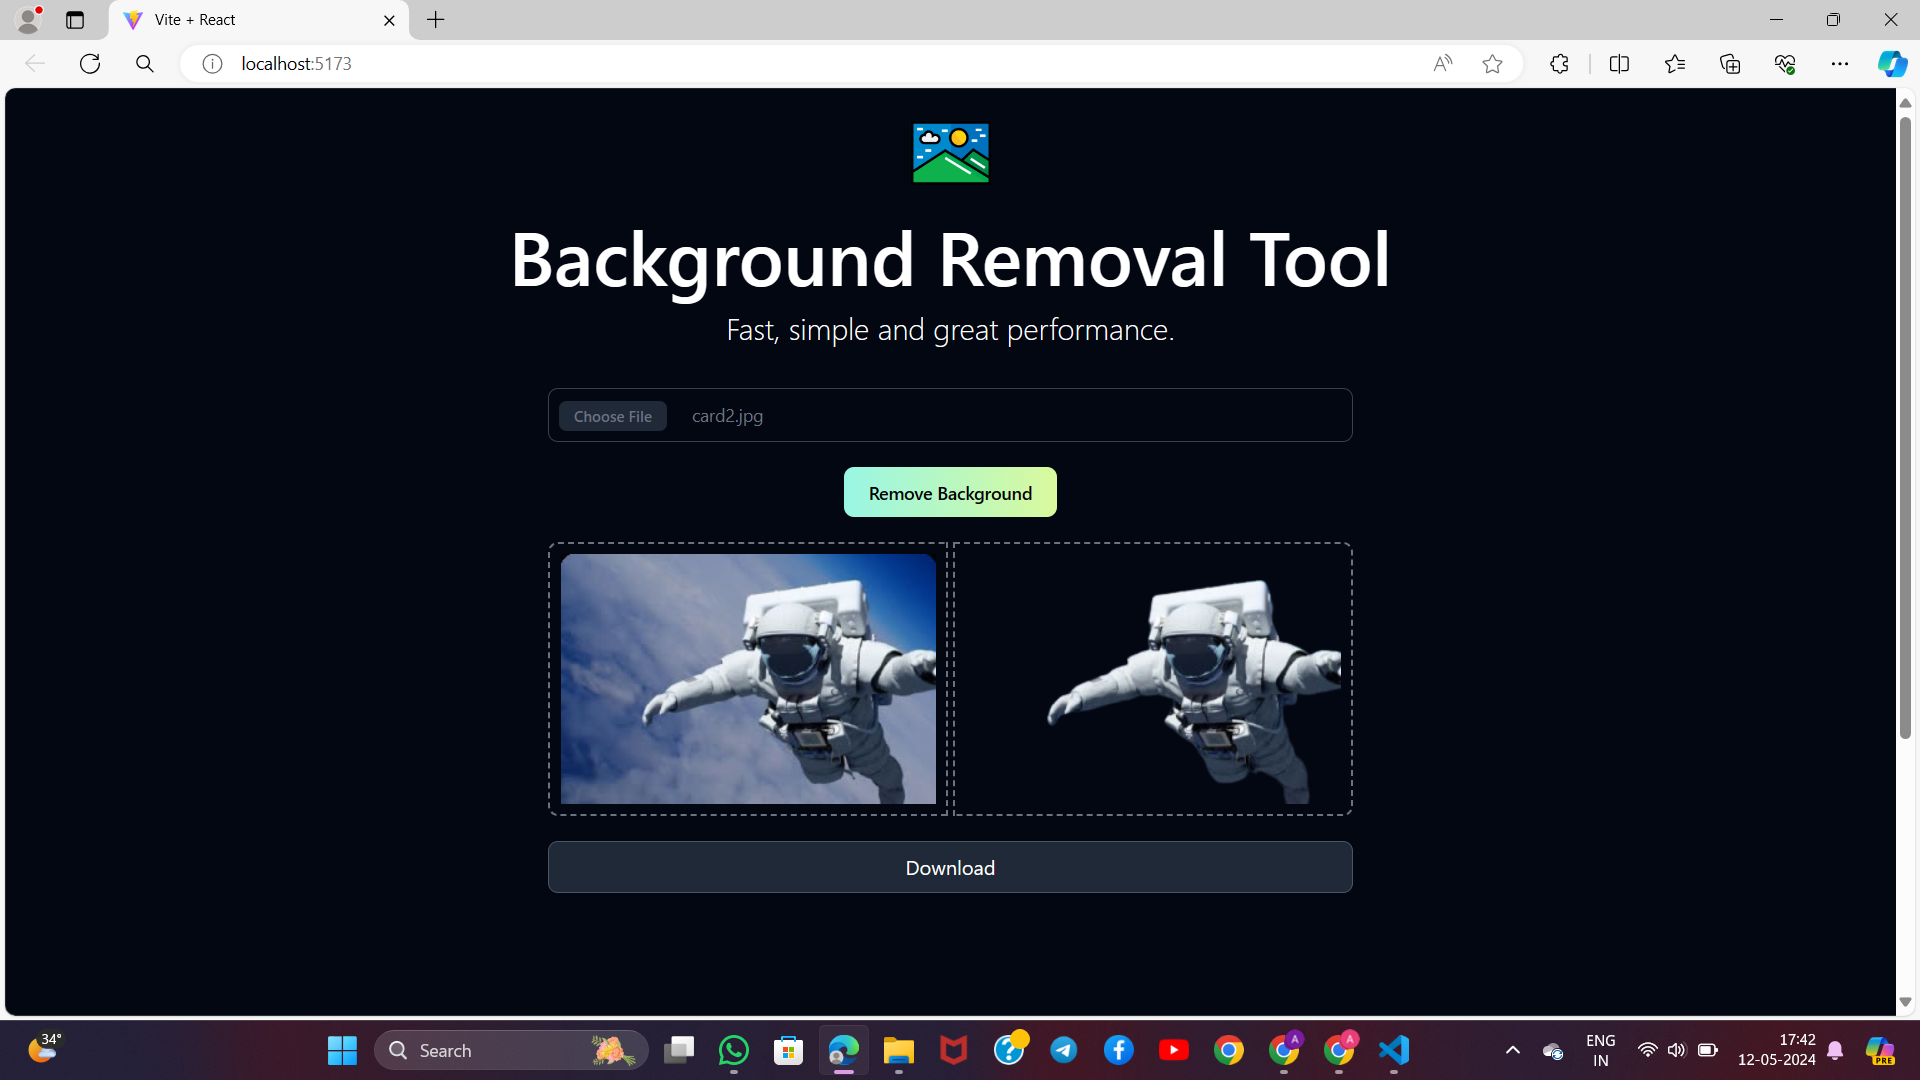 Vite + React
localhost:5173
Background Removal Tool
Fast, simple and great performance.
Choose File card2.jpg
Remove Background
Download
34°
Search
A
A
ENG
IN
17:42
12-05-2024
PRE